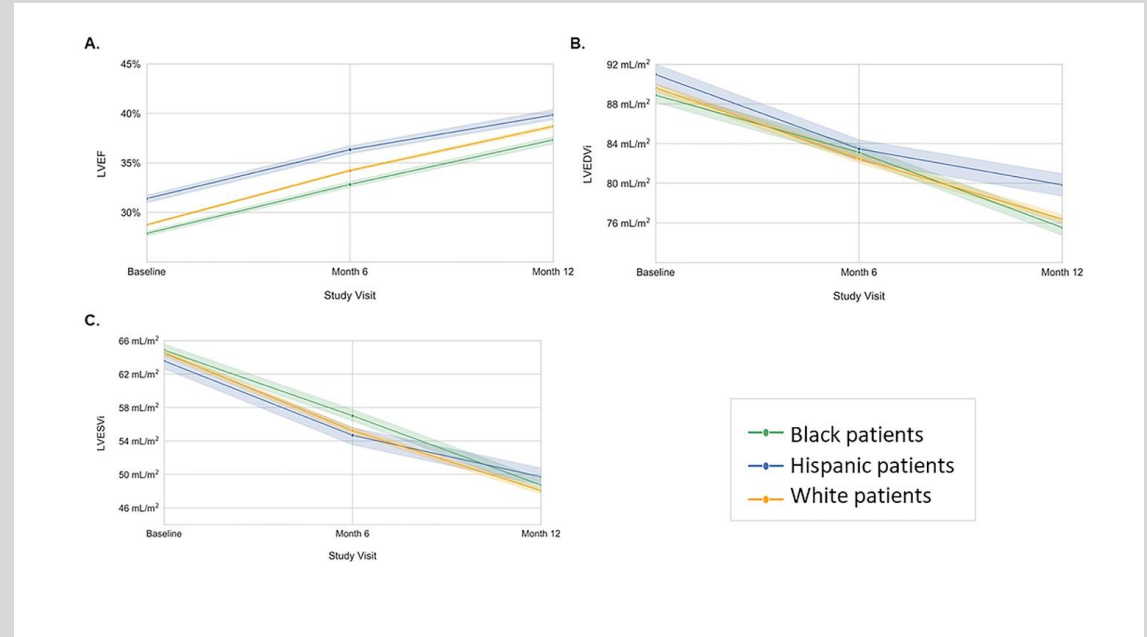 A.
45%
40%
35%
30%
LVEF
Baseline
Month 6
Month 12
Study Visit
B.
92 mL/m²
88 mL/m²
84 mL/m²
80 mL/m²
76 mL/m²
LVEDVi
Baseline
Month 6
Month 12
Study Visit
C.
66 mL/m²
62 mL/m²
58 mL/m²
54 mL/m²
50 mL/m²
46 mL/m²
LVESVi
Baseline
Month 6
Month 12
Study Visit
Black patients
Hispanic patients
White patients